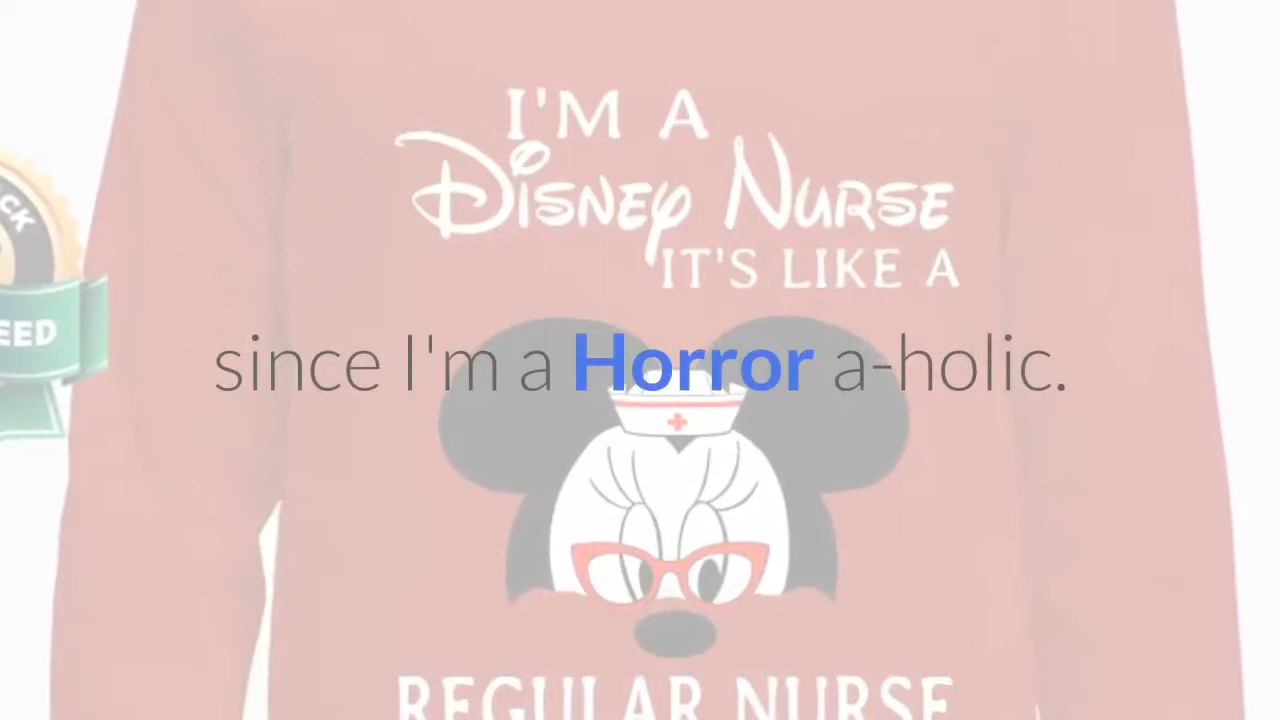 I'M A
Disney Nurse
IT'S LIKE A
since I'm a Horror a-holic.
REGULAR NURSE